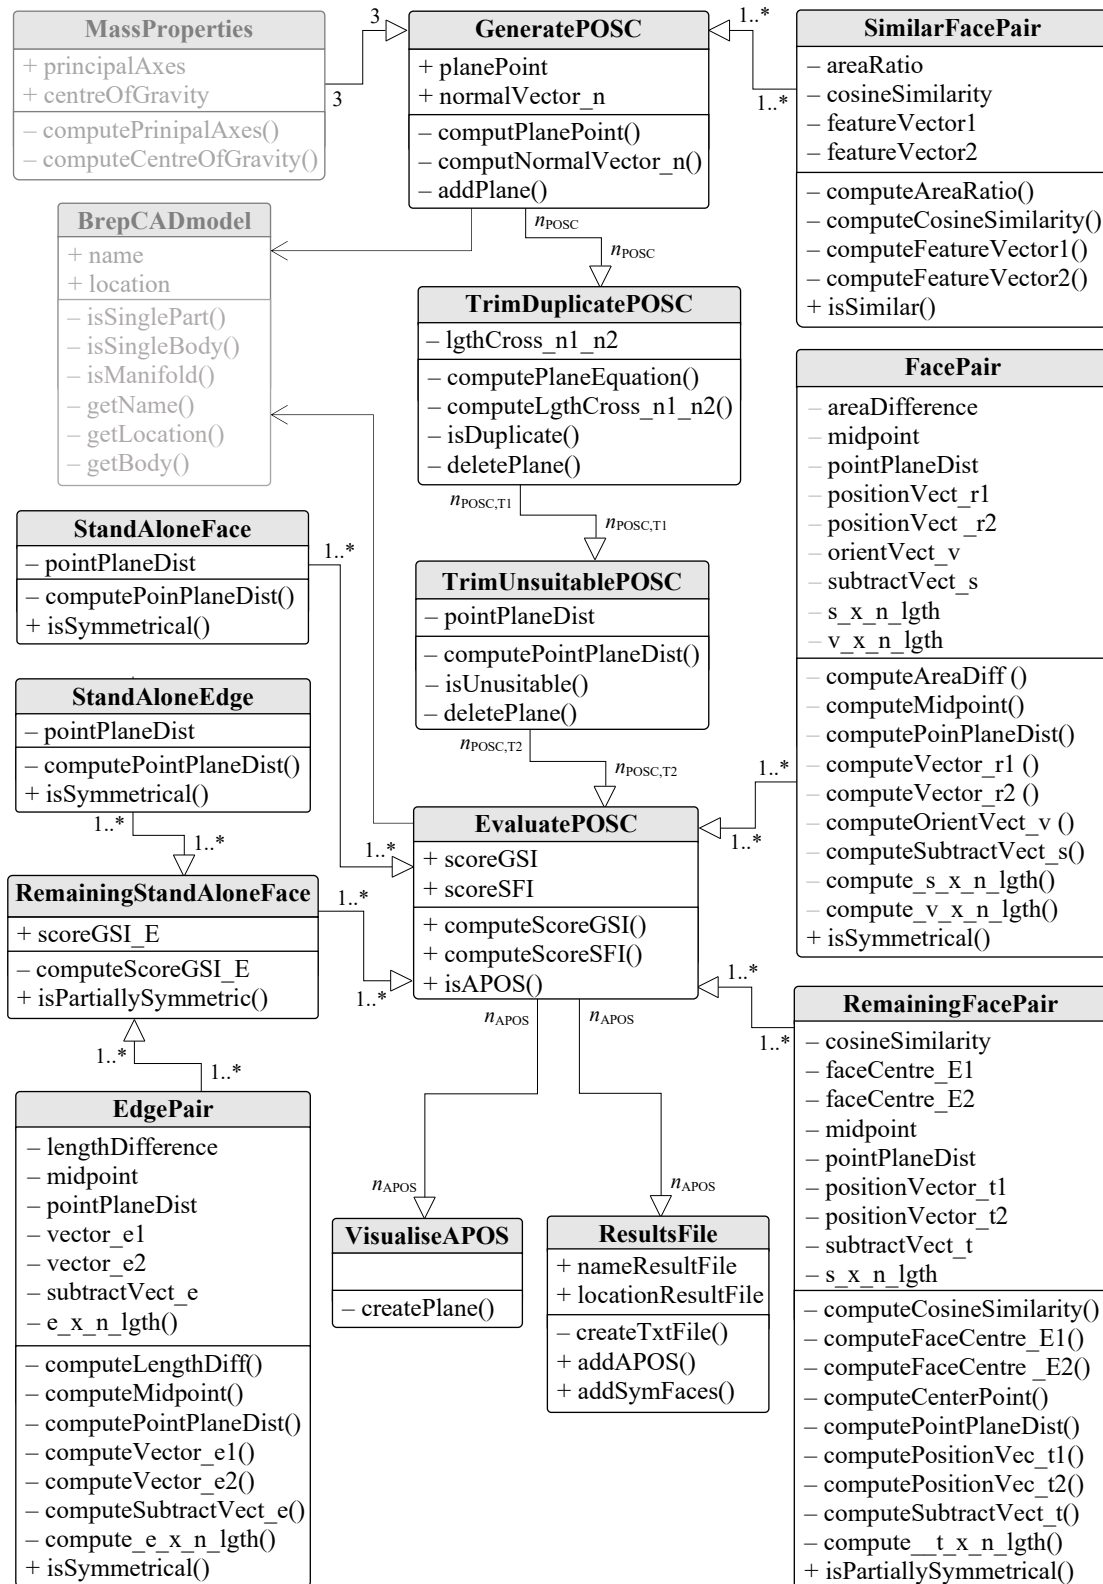 MassProperties
+ principalAxes
+ centreOfGravity
– computePrinipalAxes()
– computeCentreOfGravity()
3
3
GeneratePOSC
+ planePoint
+ normalVector_n
– computPlanePoint()
– computNormalVector_n()
– addPlane()
1..*
1..*
SimilarFacePair
– areaRatio
– cosineSimilarity
– featureVector1
– featureVector2
– computeAreaRatio()
– computeCosineSimilarity()
– computeFeatureVector1()
– computeFeatureVector2()
+ isSimilar()
BrepCADmodel
+ name
+ location
– isSinglePart()
– isSingleBody()
– isManifold()
– getName()
– getLocation()
– getBody()
nPOSC
nPOSC
TrimDuplicatePOSC
– lgthCross_n1_n2
– computePlaneEquation()
– computeLgthCross_n1_n2()
– isDuplicate()
– deletePlane()
nPOSC,T1
nPOSC,T1
FacePair
– areaDifference
– midpoint
– pointPlaneDist
– positionVect_r1
– positionVect _r2
– orientVect_v
– subtractVect_s
– s_x_n_lgth
– v_x_n_lgth
– computeAreaDiff ()
– computeMidpoint()
– computePoinPlaneDist()
– computeVector_r1 ()
– computeVector_r2 ()
– computeOrientVect_v ()
– computeSubtractVect_s()
– compute_s_x_n_lgth()
– compute_v_x_n_lgth()
+ isSymmetrical()
1..*
1..*
StandAloneFace
– pointPlaneDist
– computePoinPlaneDist()
+ isSymmetrical()
1..*
1..*
TrimUnsuitablePOSC
– pointPlaneDist
– computePointPlaneDist()
– isUnusitable()
– deletePlane()
nPOSC,T2
nPOSC,T2
StandAloneEdge
– pointPlaneDist
– computePointPlaneDist()
+ isSymmetrical()
1..*
1..*
EvaluatePOSC
+ scoreGSI
+ scoreSFI
+ computeScoreGSI()
+ computeScoreSFI()
+ isAPOS()
RemainingStandAloneFace
+ scoreGSI_E
– computeScoreGSI_E
+ isPartiallySymmetric()
1..*
1..*
1..*
1..*
EdgePair
– lengthDifference
– midpoint
– pointPlaneDist
– vector_e1
– vector_e2
– subtractVect_e
– e_x_n_lgth()
– computeLengthDiff()
– computeMidpoint()
– computePointPlaneDist()
– computeVector_e1()
– computeVector_e2()
– computeSubtractVect_e()
– compute_e_x_n_lgth()
+ isSymmetrical()
nAPOS
nAPOS
nAPOS
nAPOS
VisualiseAPOS
– createPlane()
ResultsFile
+ nameResultFile
+ locationResultFile
– createTxtFile()
+ addAPOS()
+ addSymFaces()
1..*
1..*
RemainingFacePair
– cosineSimilarity
– faceCentre_E1
– faceCentre_E2
– midpoint
– pointPlaneDist
– positionVector_t1
– positionVector_t2
– subtractVect_t
– s_x_n_lgth
– computeCosineSimilarity()
– computeFaceCentre_E1()
– computeFaceCentre _E2()
– computeCenterPoint()
– computePointPlaneDist()
– computePositionVec_t1()
– computePositionVec_t2()
– computeSubtractVect_t()
– compute__t_x_n_lgth()
+ isPartiallySymmetrical()